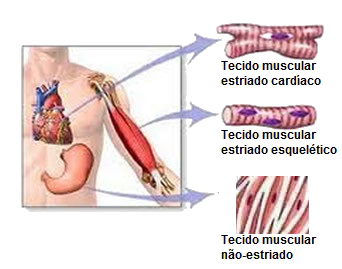 Tecido muscular
estriado cardíaco
Tecido muscular
estriado esquelético
Tecido muscular
não-estriado